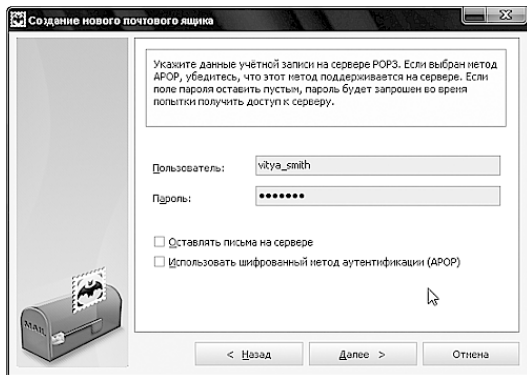 Создание нового почтового ящика
Укажите данные учётной записи на сервере POP3. Если выбран метод
APOP, убедитесь, что этот метод поддерживается на сервере. Если
поле пароля оставить пустым, пароль будет запрошен во время
попытки получить доступ к серверу.
Пользователь: vitya_smith
Пароль: •••••••
Оставлять письма на сервере
Использовать шифрованный метод аутентификации (APOP)
MAIL
< Назад Далее > Отмена